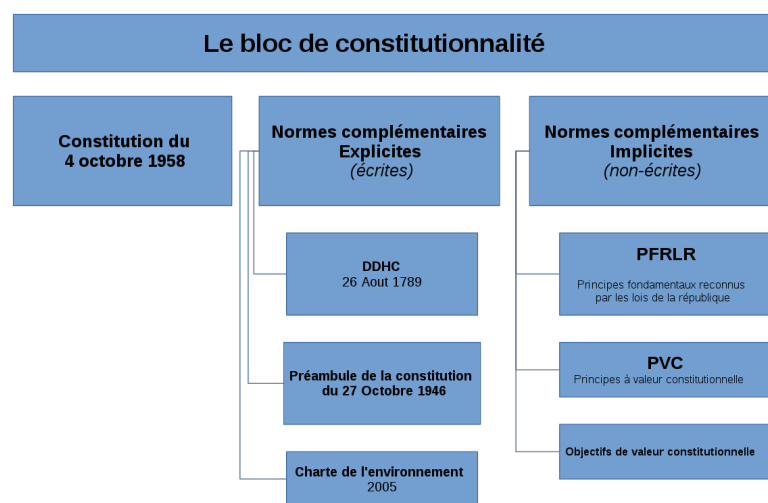 Le bloc de constitutionnalité
Constitution du
4 octobre 1958
Normes complémentaires
Explicites
(écrites)
DDHC
26 Aout 1789
Préambule de la constitution
du 27 Octobre 1946
Charte de l'environnement
2005
Normes complémentaires
Implicites
(non-écrites)
PFRLR
Principes fondamentaux reconnus
par les lois de la république
PVC
Principes à valeur constitutionnelle
Objectifs de valeur constitutionnelle